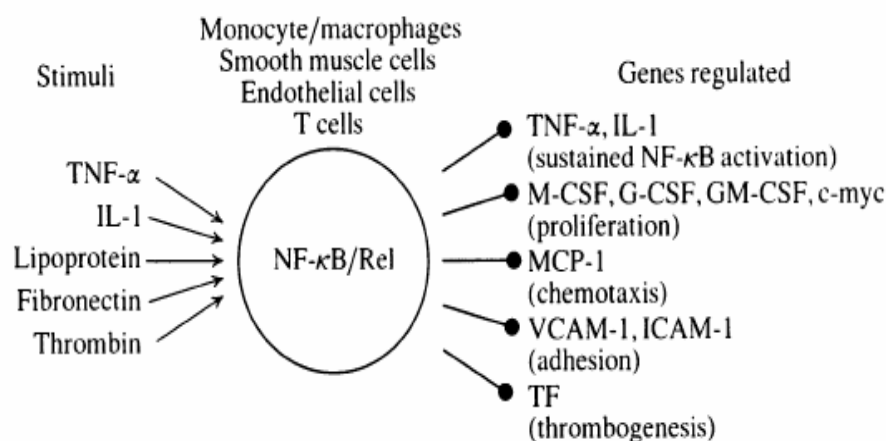 Monocyte/macrophages
Smooth muscle cells
Endothelial cells
T cells
Stimuli
TNF-α
IL-1
Lipoprotein
Fibronectin
Thrombin
NF-κB/Rel
Genes regulated
TNF-α, IL-1
(sustained NF-κB activation)
M-CSF, G-CSF, GM-CSF, c-myc
(proliferation)
MCP-1
(chemotaxis)
VCAM-1, ICAM-1
(adhesion)
TF
(thrombogenesis)